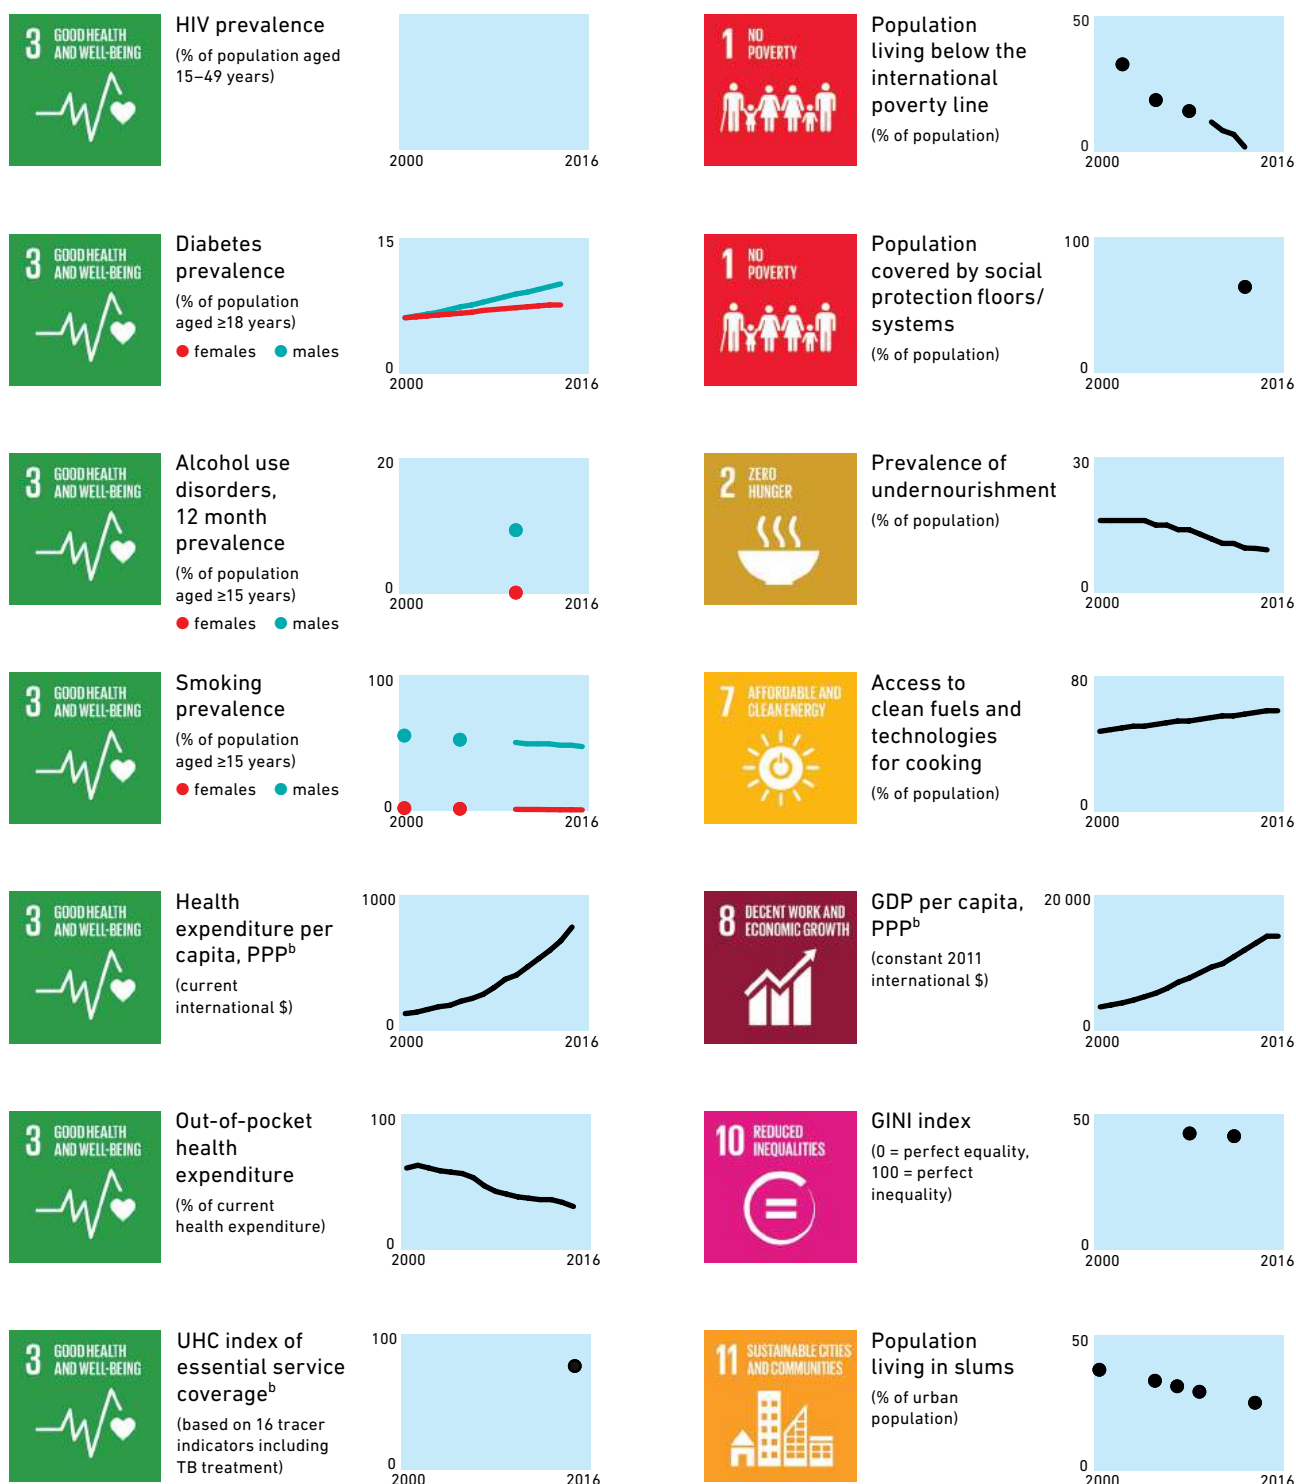 3 GOOD HEALTH
AND WELL-BEING
HIV prevalence
(% of population aged
15–49 years)
2000 2016
3 GOOD HEALTH
AND WELL-BEING
Diabetes
prevalence
(% of population
aged ≥18 years)
females males
15
0
2000 2016
3 GOOD HEALTH
AND WELL-BEING
Alcohol use
disorders,
12 month
prevalence
(% of population
aged ≥15 years)
females males
20
0
2000 2016
3 GOOD HEALTH
AND WELL-BEING
Smoking
prevalence
(% of population
aged ≥15 years)
females males
100
0
2000 2016
3 GOOD HEALTH
AND WELL-BEING
Health
expenditure per
capita, PPPᵇ
(current
international $)
1000
0
2000 2016
3 GOOD HEALTH
AND WELL-BEING
Out-of-pocket
health
expenditure
(% of current
health expenditure)
100
0
2000 2016
3 GOOD HEALTH
AND WELL-BEING
UHC index of
essential service
coverageᵇ
(based on 16 tracer
indicators including
TB treatment)
100
0
2000 2016
1 NO
POVERTY
Population
living below the
international
poverty line
(% of population)
50
0
2000 2016
1 NO
POVERTY
Population
covered by social
protection floors/
systems
(% of population)
100
0
2000 2016
2 ZERO
HUNGER
Prevalence of
undernourishment
(% of population)
30
0
2000 2016
7 AFFORDABLE AND
CLEAN ENERGY
Access to
clean fuels and
technologies
for cooking
(% of population)
80
0
2000 2016
8 DECENT WORK AND
ECONOMIC GROWTH
GDP per capita,
PPPᵇ
(constant 2011
international $)
20 000
0
2000 2016
10 REDUCED
INEQUALITIES
GINI index
(0 = perfect equality,
100 = perfect
inequality)
50
0
2000 2016
11 SUSTAINABLE CITIES
AND COMMUNITIES
Population
living in slums
(% of urban
population)
50
0
2000 2016